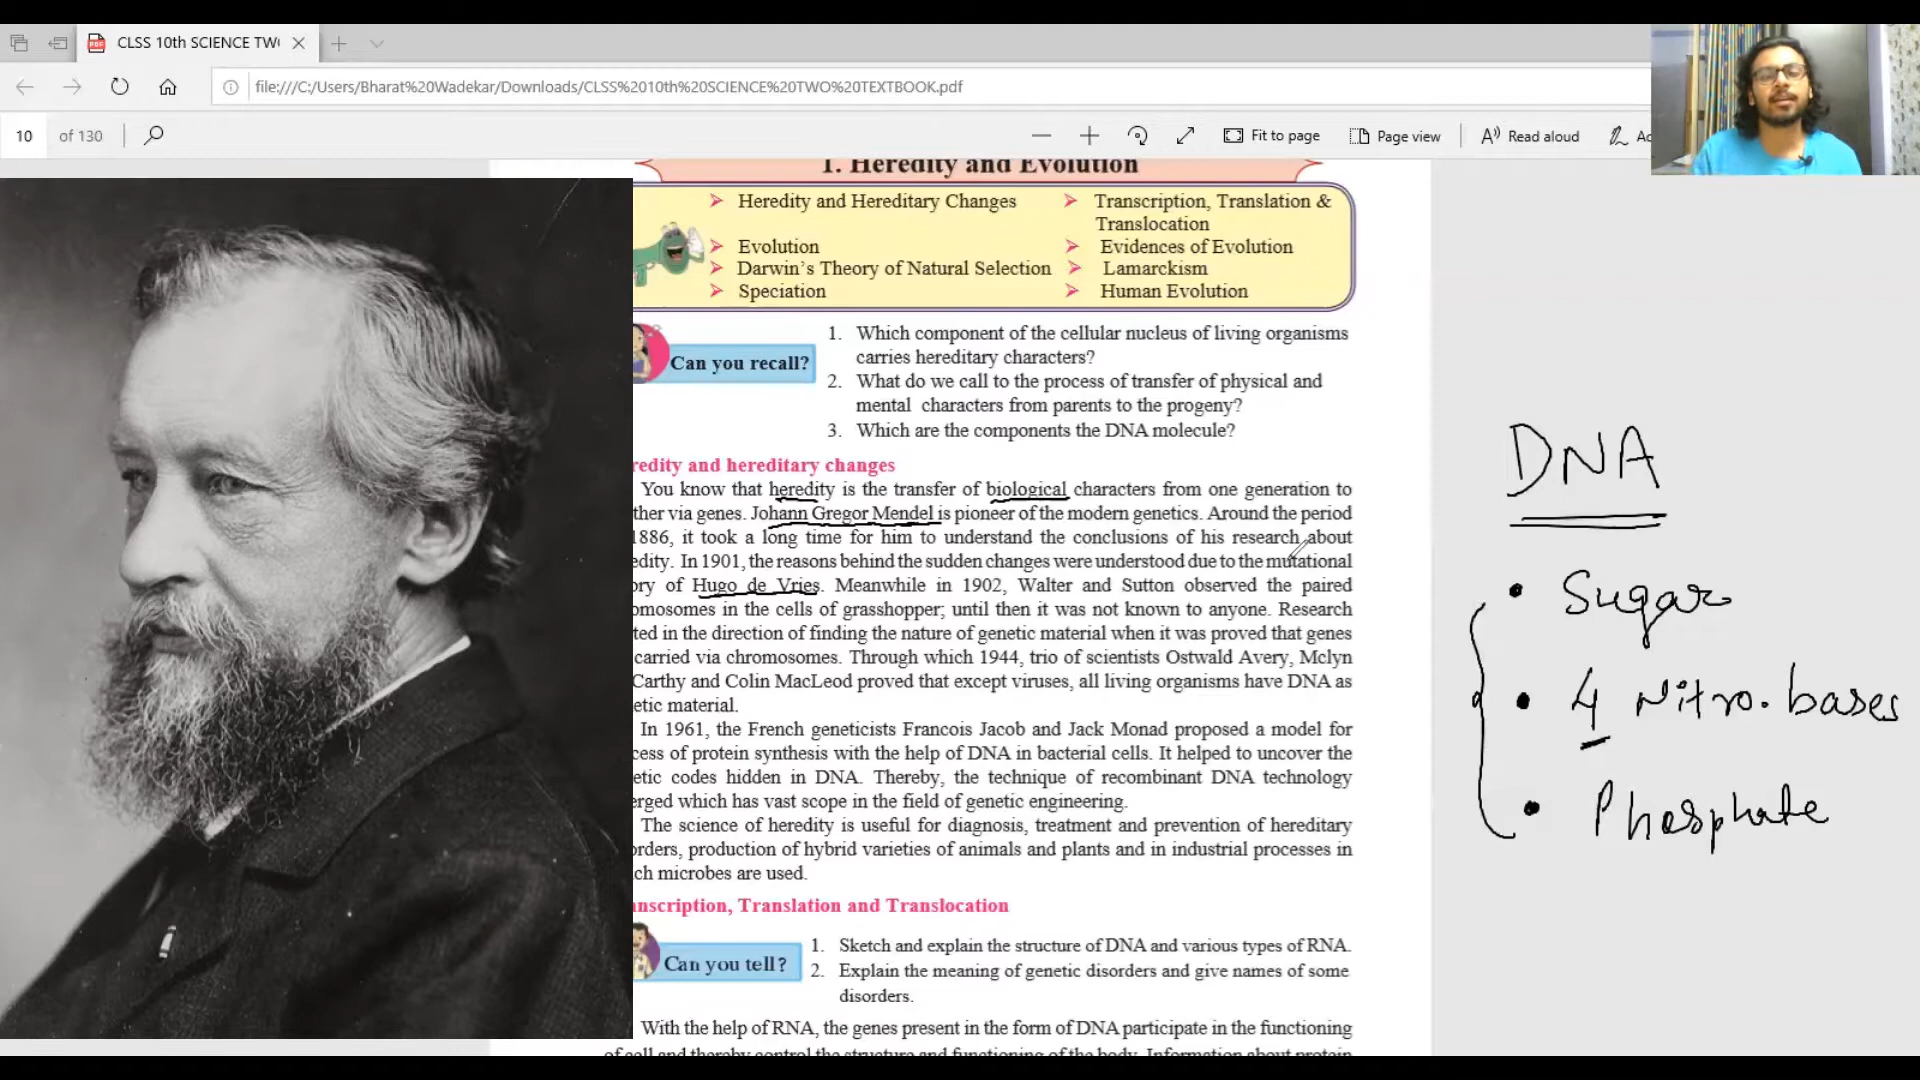 CLSS 10th SCIENCE TW
file:///C:/Users/Bharat%20Wadekar/Downloads/CLSS%2010th%20SCIENCE%20TWO%20TEXTBOOK.pdf
10 of 130
Fit to page
Page view
Read aloud
1. Heredity and Evolution
Heredity and Hereditary Changes
Transcription, Translation &
Translocation
Evolution
Evidences of Evolution
Darwin's Theory of Natural Selection
Lamarckism
Speciation
Human Evolution
Can you recall?
1. Which component of the cellular nucleus of living organisms
carries hereditary characters?
2. What do we call to the process of transfer of physical and
mental characters from parents to the progeny?
3. Which are the components the DNA molecule?
redity and hereditary changes
You know that heredity is the transfer of biological characters from one generation to
ther via genes. Johann Gregor Mendel is pioneer of the modern genetics. Around the period
1886, it took a long time for him to understand the conclusions of his research about
edity. In 1901, the reasons behind the sudden changes were understood due to the mutational
ory of Hugo de Vries. Meanwhile in 1902, Walter and Sutton observed the paired
omosomes in the cells of grasshopper; until then it was not known to anyone. Research
ted in the direction of finding the nature of genetic material when it was proved that genes
carried via chromosomes. Through which 1944, trio of scientists Ostwald Avery, Mclyn
Carthy and Colin MacLeod proved that except viruses, all living organisms have DNA as
etic material.
In 1961, the French geneticists Francois Jacob and Jack Monad proposed a model for
cess of protein synthesis with the help of DNA in bacterial cells. It helped to uncover the
etic codes hidden in DNA. Thereby, the technique of recombinant DNA technology
erged which has vast scope in the field of genetic engineering.
The science of heredity is useful for diagnosis, treatment and prevention of hereditary
orders, production of hybrid varieties of animals and plants and in industrial processes in
ch microbes are used.
anscription, Translation and Translocation
Can you tell?
1. Sketch and explain the structure of DNA and various types of RNA.
2. Explain the meaning of genetic disorders and give names of some
disorders.
With the help of RNA, the genes present in the form of DNA participate in the functioning
of cell and thereby control the structure and functioning of the body. Information about protein
DNA
• Sugar
• 4 Nitro. bases
• Phosphate